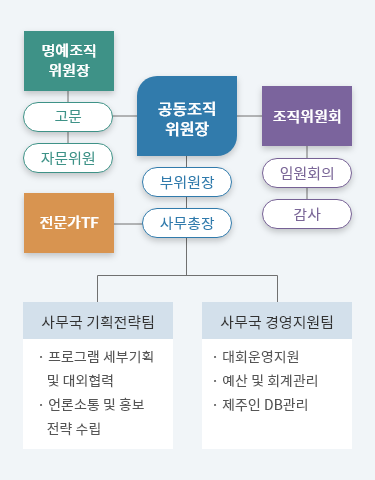 명예조직
위원장
고문
자문위원
공동조직
위원장
조직위원회
임원회의
감사
부위원장
사무총장
전문가TF
사무국 기획전략팀
· 프로그램 세부기획
및 대외협력
· 언론소통 및 홍보
전략 수립
사무국 경영지원팀
· 대회운영지원
· 예산 및 회계관리
· 제주인 DB관리